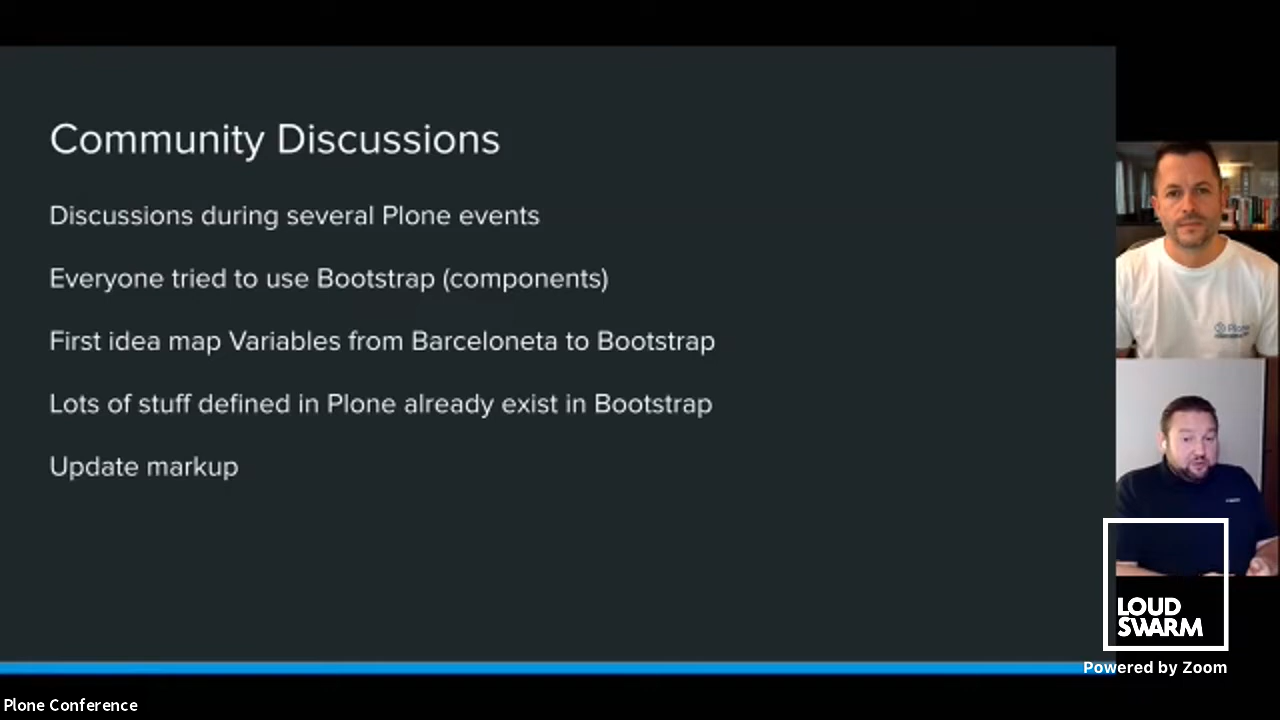 Community Discussions
Discussions during several Plone events
Everyone tried to use Bootstrap (components)
First idea map Variables from Barceloneta to Bootstrap
Lots of stuff defined in Plone already exist in Bootstrap
Update markup
Plone
LOUD
SWARM
Powered by Zoom
Plone Conference